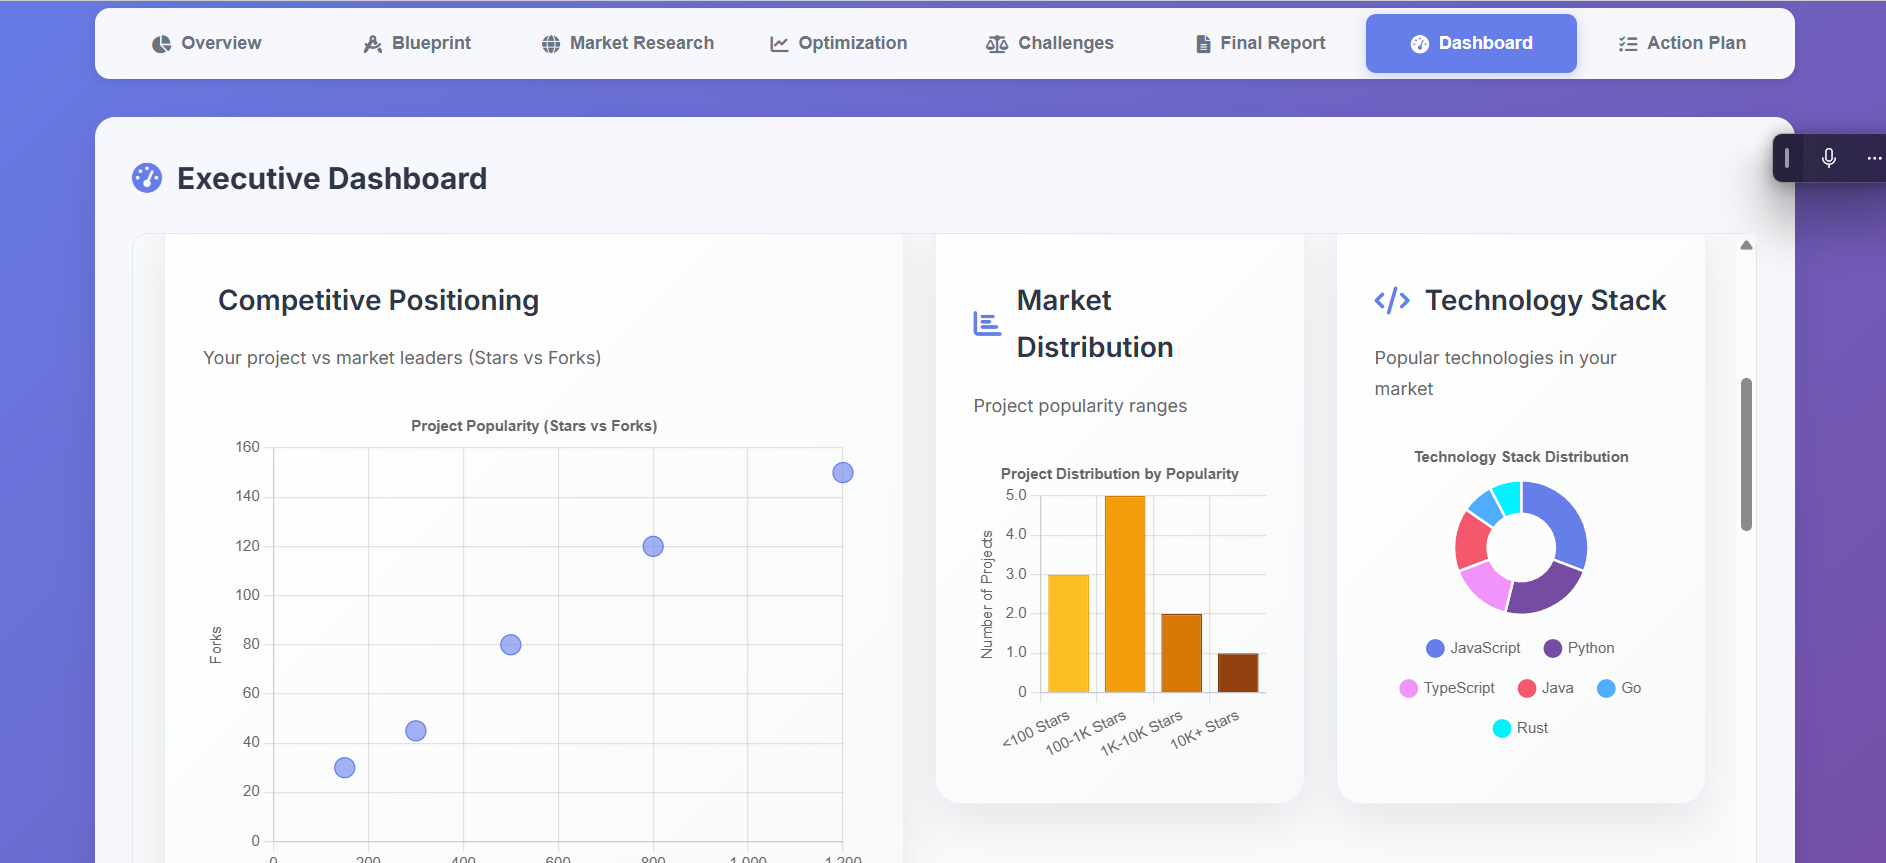 Overview
Blueprint
Market Research
Optimization
Challenges
Final Report
Dashboard
Action Plan
Executive Dashboard
Competitive Positioning
Your project vs market leaders (Stars vs Forks)
Project Popularity (Stars vs Forks)
160
140
120
100
80
60
40
20
0
Forks
0
200
400
600
800
1,000
1,200
Market
Distribution
Project popularity ranges
Project Distribution by Popularity
5.0
4.0
3.0
2.0
1.0
0
Number of Projects
<100 Stars
100-1K Stars
1K-10K Stars
10K+ Stars
Technology Stack
Popular technologies in your
market
Technology Stack Distribution
JavaScript
Python
TypeScript
Java
Go
Rust